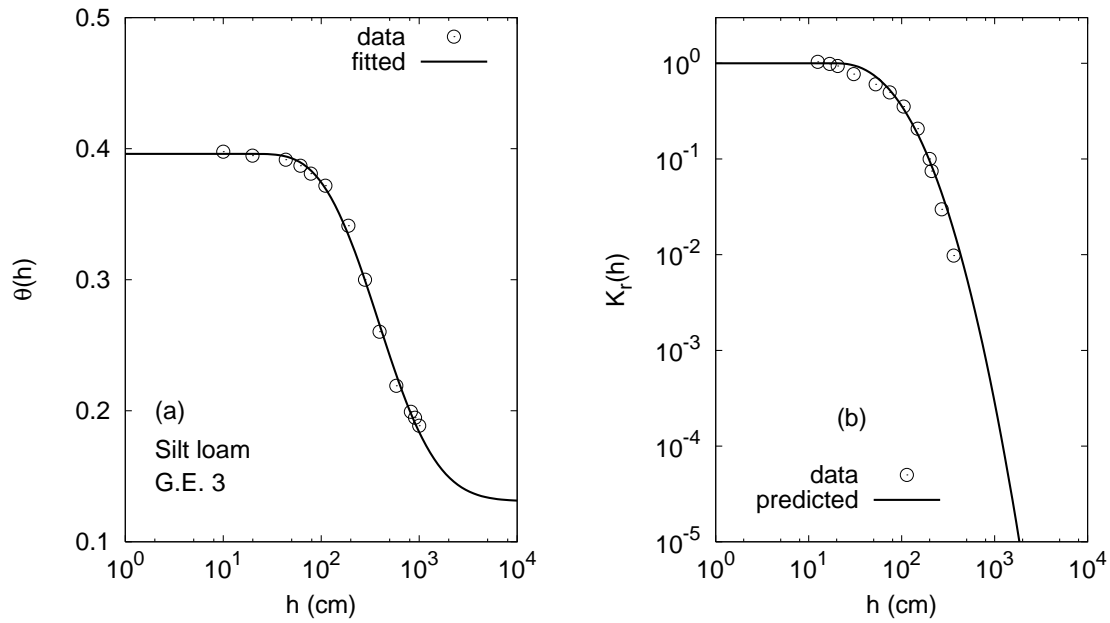 0.5
0.4
0.3
0.2
0.1
θ(h)
data
fitted
(a)
Silt loam
G.E. 3
10^0 10^1 10^2 10^3 10^4
h (cm)
10^0
10^-1
10^-2
10^-3
10^-4
10^-5
K_r(h)
(b)
data
predicted
10^0 10^1 10^2 10^3 10^4
h (cm)